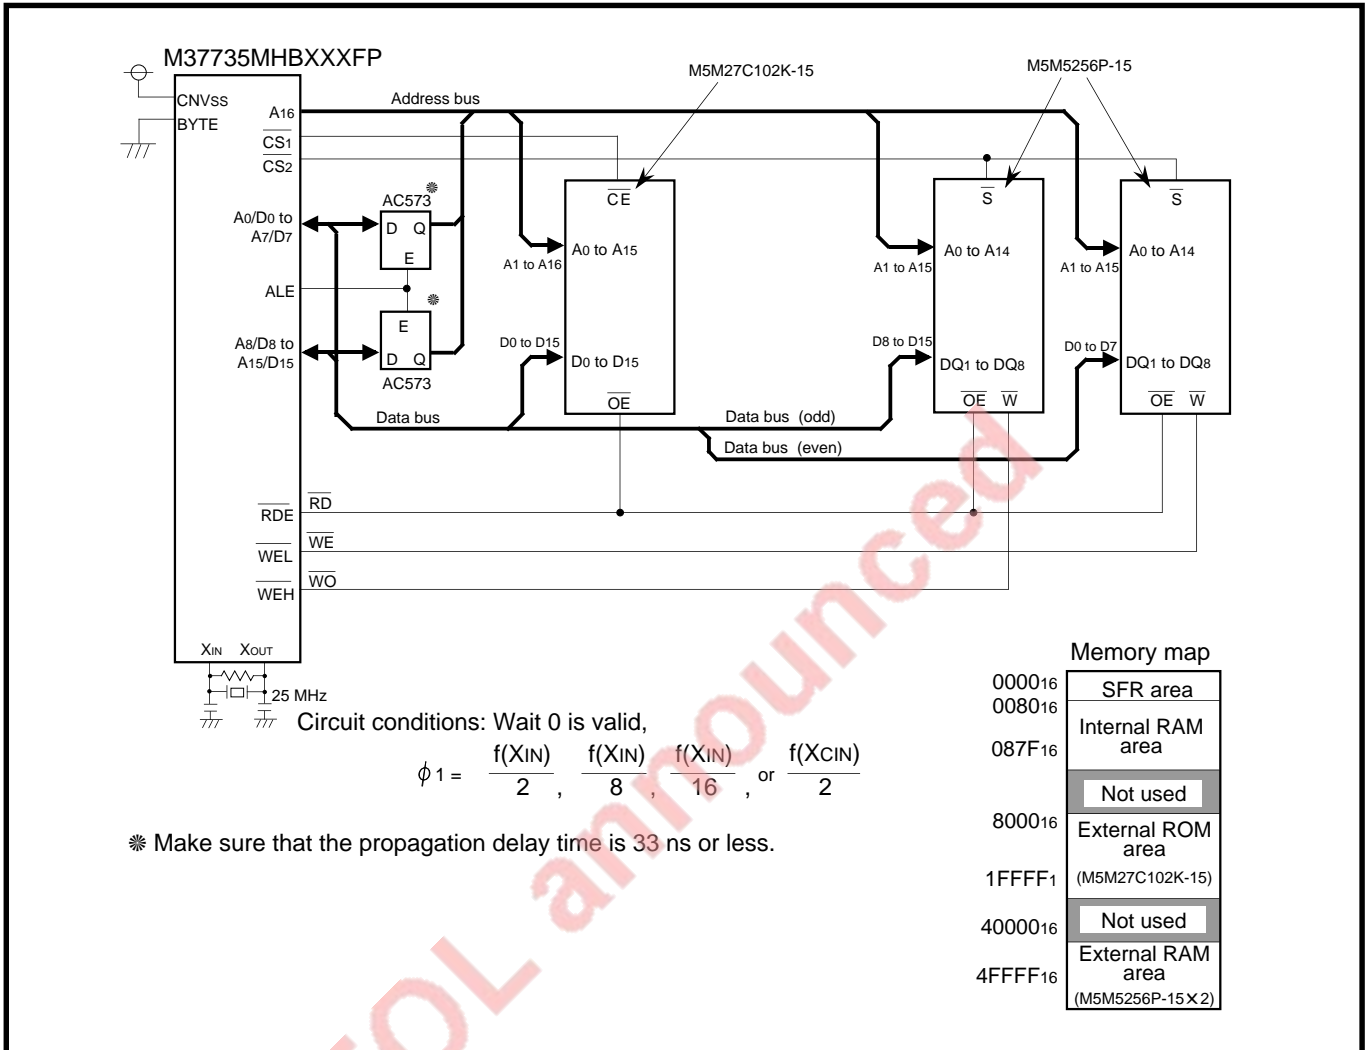 M37735MHBXXXFP
M5M27C102K-15
M5M5256P-15
CNVss
BYTE
A16
Address bus
CS1
CS2
AC573
CE
S
S
A0/D0 to
A7/D7
D Q
E
A0 to A15
A1 to A16
A0 to A14
A1 to A15
A0 to A14
A1 to A15
ALE
E
D Q
AC573
A8/D8 to
A15/D15
D0 to D15
D0 to D15
D8 to D15
DQ1 to DQ8
D0 to D7
DQ1 to DQ8
OE
OE W
OE W
Data bus
Data bus (odd)
Data bus (even)
RDE
RD
WEL
WE
WEH
WO
XIN XOUT
25 MHz
Circuit conditions: Wait 0 is valid,
ϕ 1 = f(XIN)/2 , f(XIN)/8 , f(XIN)/16 , or f(XCIN)/2
❋ Make sure that the propagation delay time is 33 ns or less.
Memory map
000016
SFR area
008016
Internal RAM
area
087F16
Not used
800016
External ROM
area
1FFFF1
(M5M27C102K-15)
Not used
4000016
External RAM
area
4FFFF16
(M5M5256P-15×2)
EOL announced